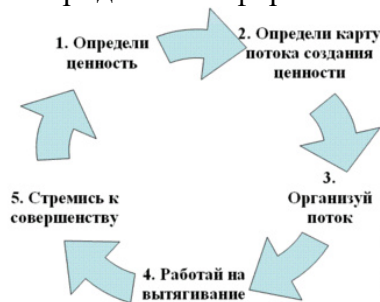 1. Определи
ценность
2. Определи карту
потока создания
ценности
3.
Организуй
поток
4. Работай на
вытягивание
5. Стремись к
совершенству